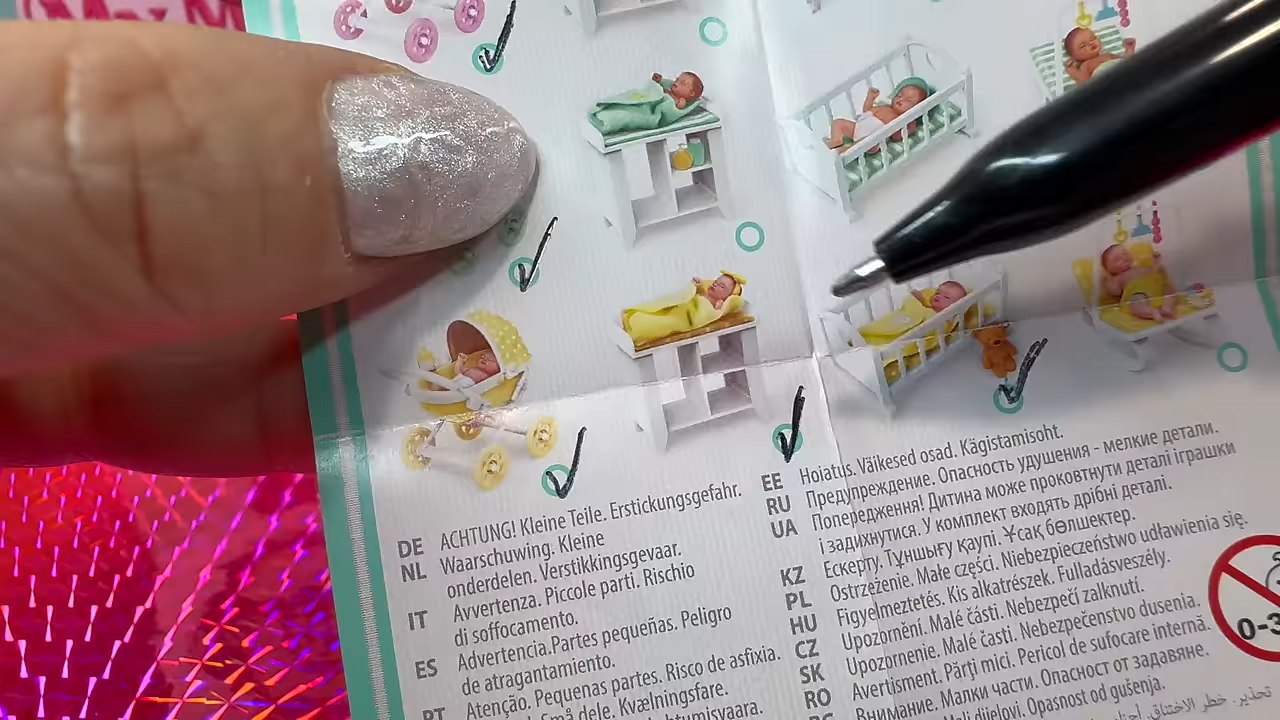 DE ACHTUNG! Kleine Teile. Erstickungsgefahr.
NL Waarschuwing. Kleine
onderdelen. Verstikkingsgevaar.
IT Avvertenza. Piccole parti. Rischio
di soffocamento.
ES Advertencia.Partes pequeñas. Peligro
de atragantamiento.
PT Atenção. Pequenas partes. Risco de asfixia.
Små dele. Kvælningsfare.
EE Hoiatus. Väikesed osad. Kägistamisoht.
RU Предупреждение. Опасность удушения - мелкие детали.
UA Попередження! Дитина може проковтнути деталі іграшки
і задихнутися. У комплект входять дрібні деталі.
KZ Ескерту. Тұншығу қаупі. Ұсақ бөлшектер.
PL Ostrzeżenie. Małe części. Niebezpieczeństwo udławienia się.
HU Figyelmeztetés. Kis alkatrészek. Fulladásveszély.
CZ Upozornění. Malé části. Nebezpečí zalknutí.
SK Upozornenie. Malé časti. Nebezpečenstvo dusenia.
RO Avertisment. Părți mici. Pericol de sufocare internă.
Внимание. Малки части. Опасност от задавяне.
dijelovi. Opasnost od gušenja.
0-3